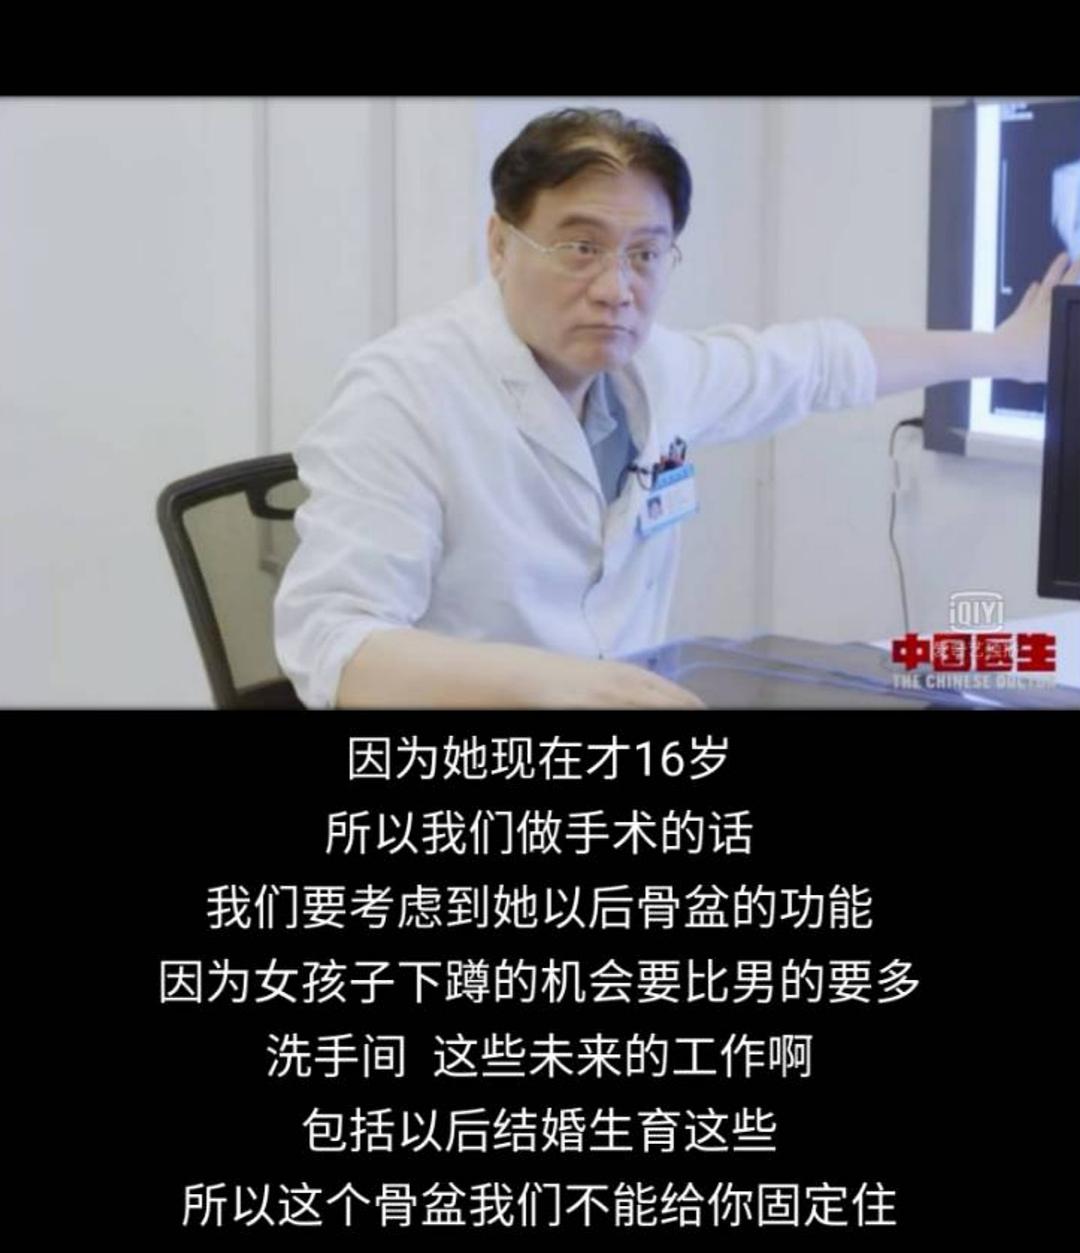 iQIYI
中国医生
THE CHINESE DOCTOR
因为她现在才16岁
所以我们做手术的话
我们要考虑到她以后骨盆的功能
因为女孩子下蹲的机会要比男的要多
洗手间 这些未来的工作啊
包括以后结婚生育这些
所以这个骨盆我们不能给你固定住